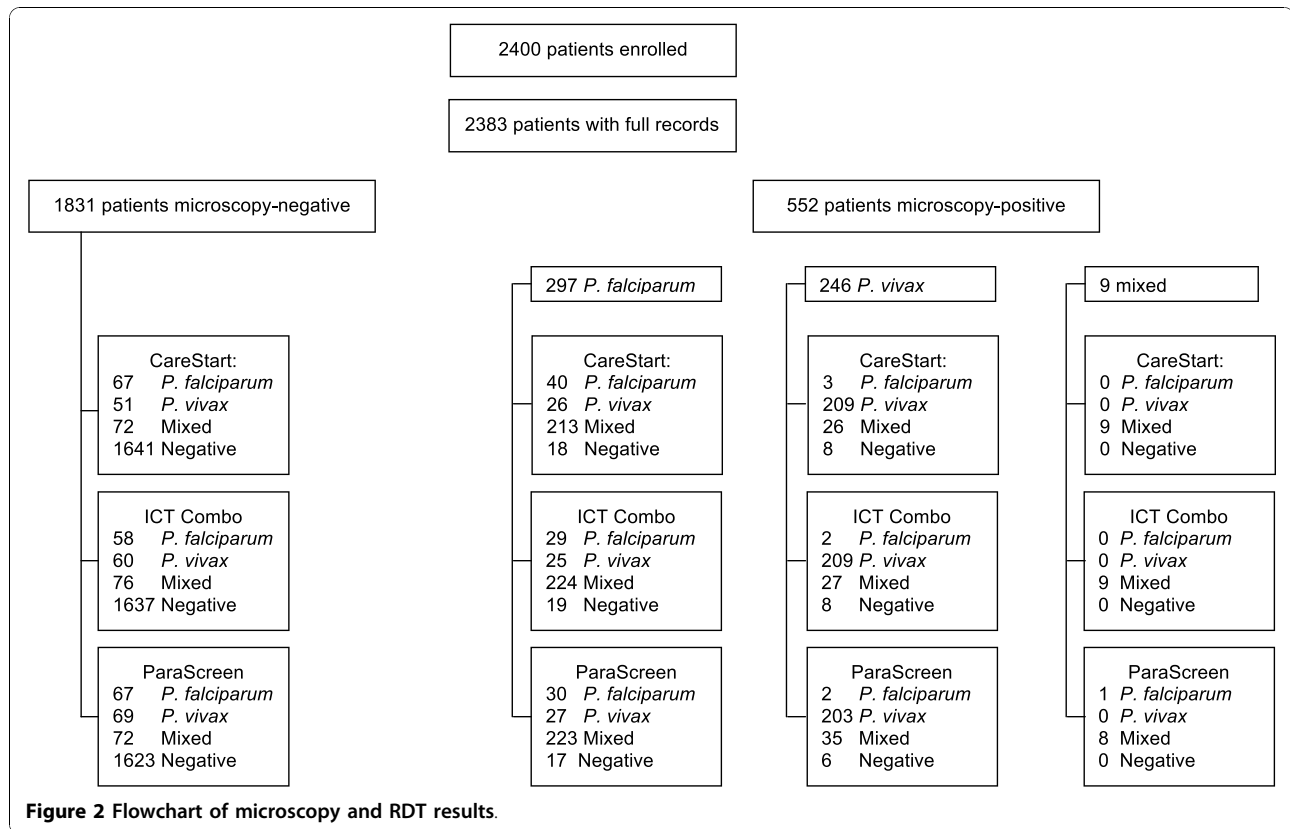 2400 patients enrolled
2383 patients with full records
1831 patients microscopy-negative
552 patients microscopy-positive
297 P. falciparum
246 P. vivax
9 mixed
CareStart:
67 P. falciparum
51 P. vivax
72 Mixed
1641 Negative
CareStart:
40 P. falciparum
26 P. vivax
213 Mixed
18 Negative
CareStart:
3 P. falciparum
209 P. vivax
26 Mixed
8 Negative
CareStart:
0 P. falciparum
0 P. vivax
9 Mixed
0 Negative
ICT Combo
58 P. falciparum
60 P. vivax
76 Mixed
1637 Negative
ICT Combo
29 P. falciparum
25 P. vivax
224 Mixed
19 Negative
ICT Combo
2 P. falciparum
209 P. vivax
27 Mixed
8 Negative
ICT Combo
0 P. falciparum
0 P. vivax
9 Mixed
0 Negative
ParaScreen
67 P. falciparum
69 P. vivax
72 Mixed
1623 Negative
ParaScreen
30 P. falciparum
27 P. vivax
223 Mixed
17 Negative
ParaScreen
2 P. falciparum
203 P. vivax
35 Mixed
6 Negative
ParaScreen
1 P. falciparum
0 P. vivax
8 Mixed
0 Negative
Figure 2 Flowchart of microscopy and RDT results.